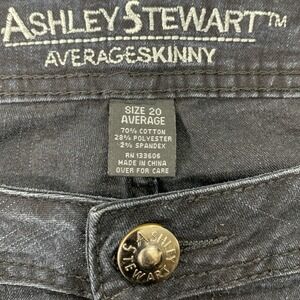 ASHLEY STEWART™
AVERAGESKINNY
SIZE 20
AVERAGE
70% COTTON
28% POLYESTER
2% SPANDEX
RN 133606
MADE IN CHINA
OVER FOR CARE
ASHLEY
STEWART